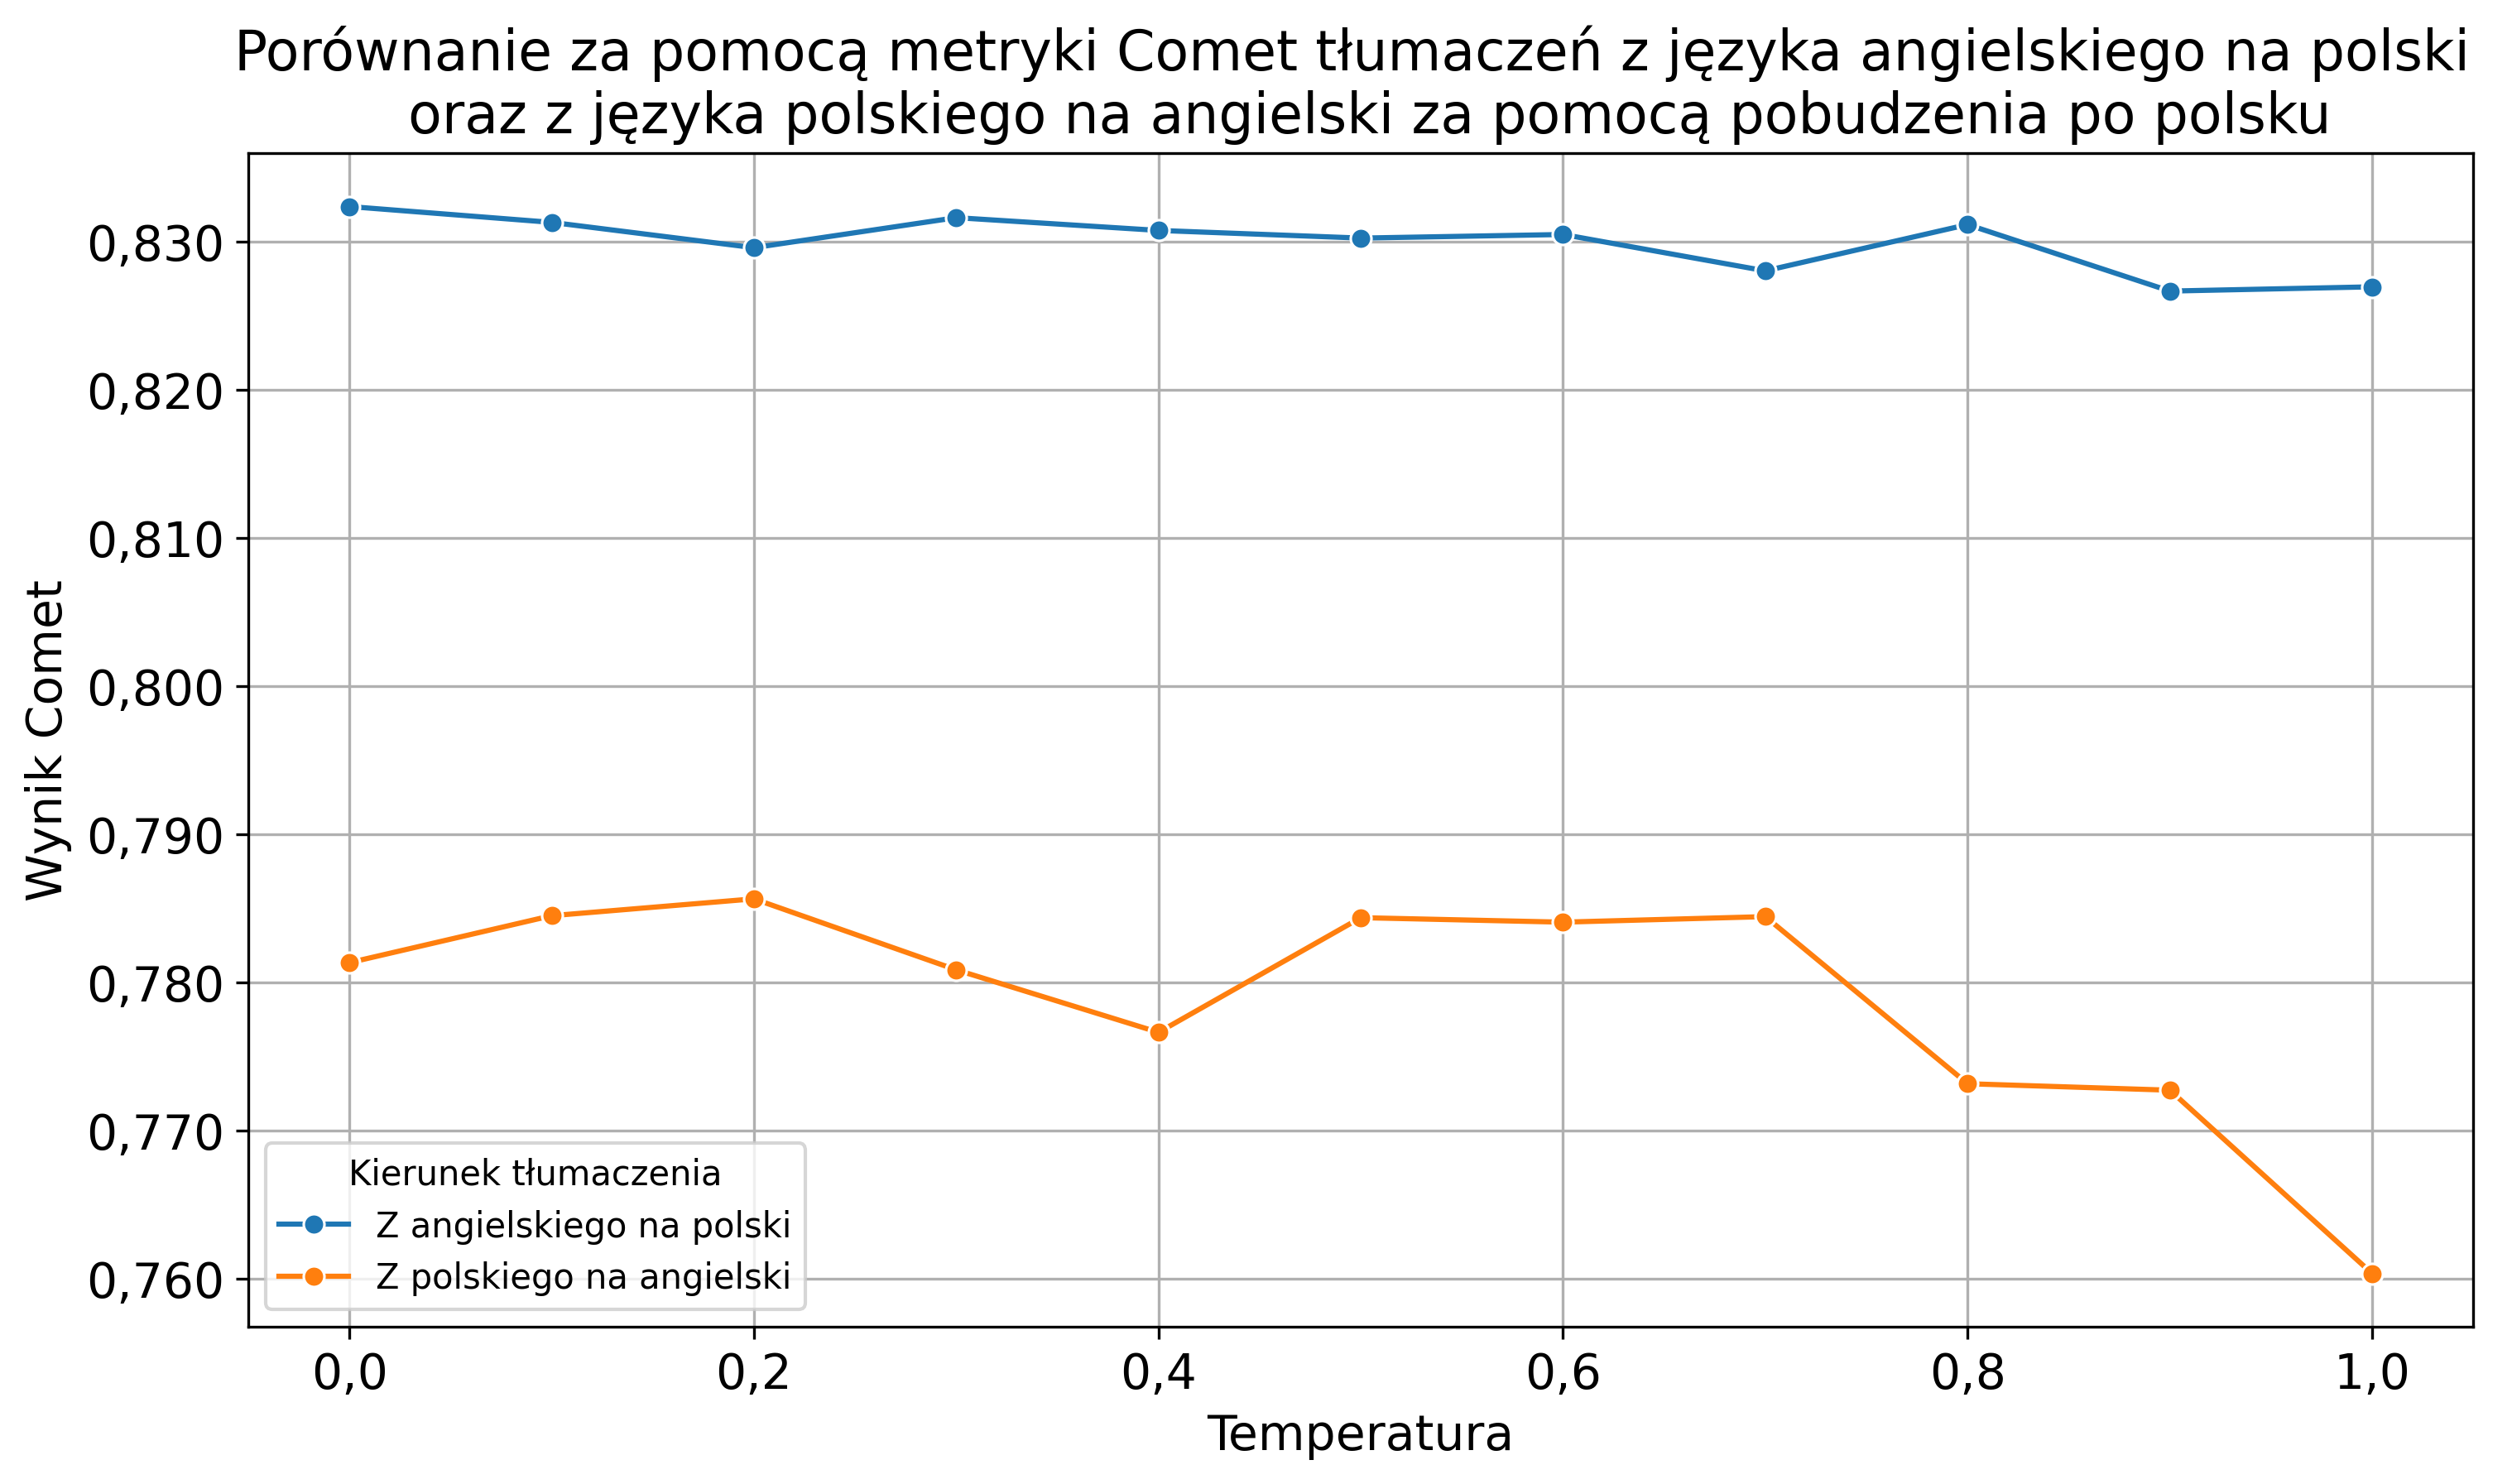 Porównanie za pomocą metryki Comet tłumaczeń z języka angielskiego na polski
oraz z języka polskiego na angielski za pomocą pobudzenia po polsku
Wynik Comet
0,830
0,820
0,810
0,800
0,790
0,780
0,770
0,760
Kierunek tłumaczenia
Z angielskiego na polski
Z polskiego na angielski
0,0 0,2 0,4 0,6 0,8 1,0
Temperatura